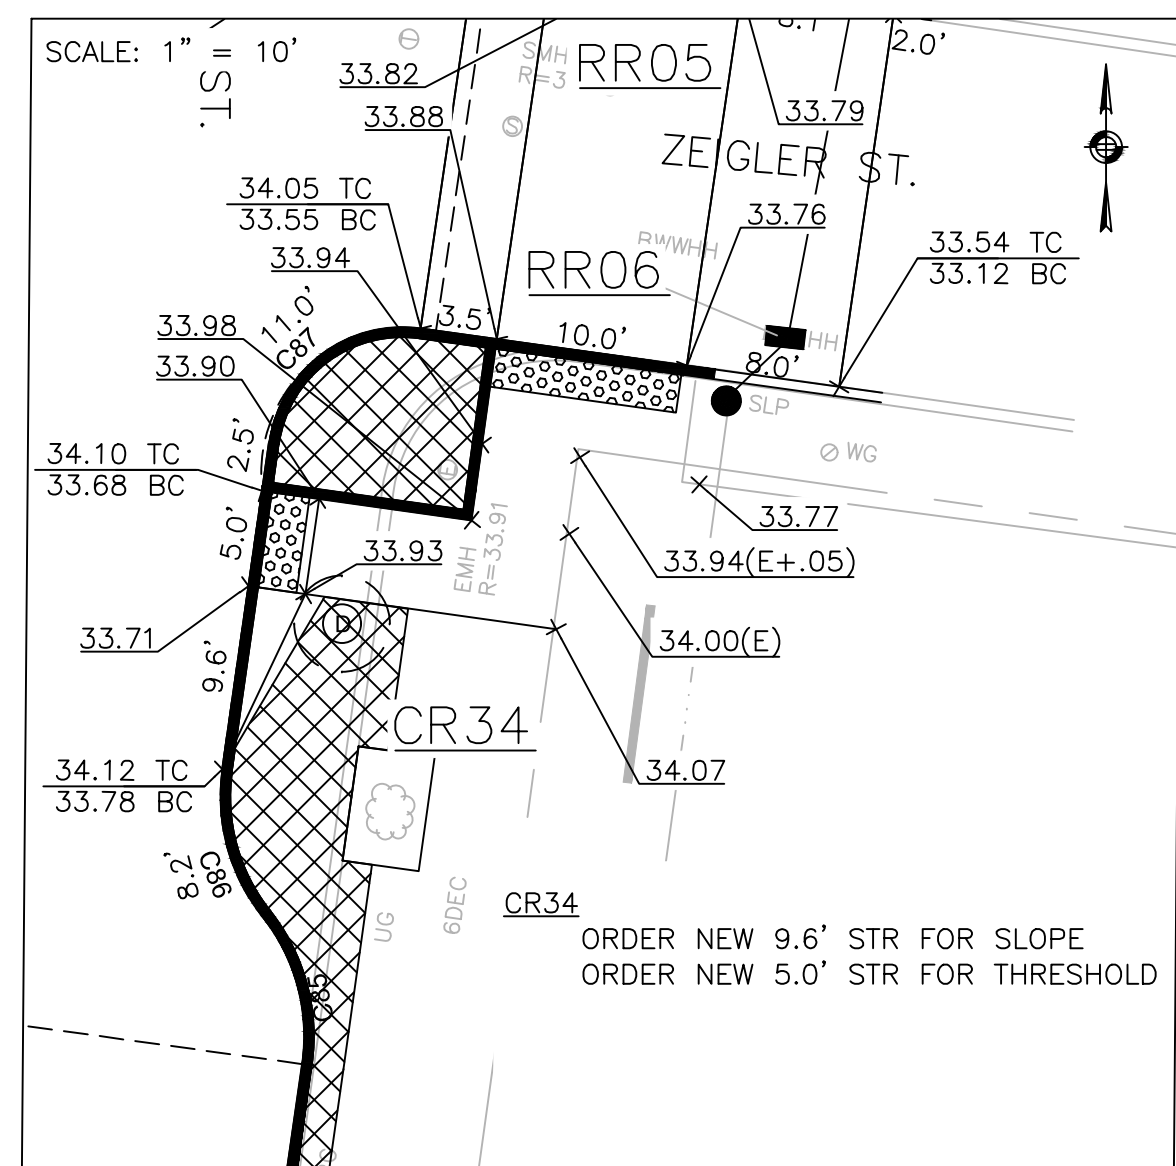 SCALE: 1" = 10'
ST.
2.0'
33.82
SMH
R=3
RR05
33.79
33.88
S
ZEIGLER ST.
34.05 TC
33.55 BC
33.76
33.94
RWWHH
RR06
33.54 TC
33.12 BC
11.0'
C87
3.5'
10.0'
33.98
HH
33.90
8.0'
SLP
2.5'
34.10 TC
33.68 BC
E
WG
5.0'
33.77
EMH
R=33.91
33.93
33.94(E+.05)
D
33.71
34.00(E)
9.6'
CR34
34.12 TC
33.78 BC
34.07
8.2'
C86
UG
6DEC
CR34
ORDER NEW 9.6' STR FOR SLOPE
ORDER NEW 5.0' STR FOR THRESHOLD
C85